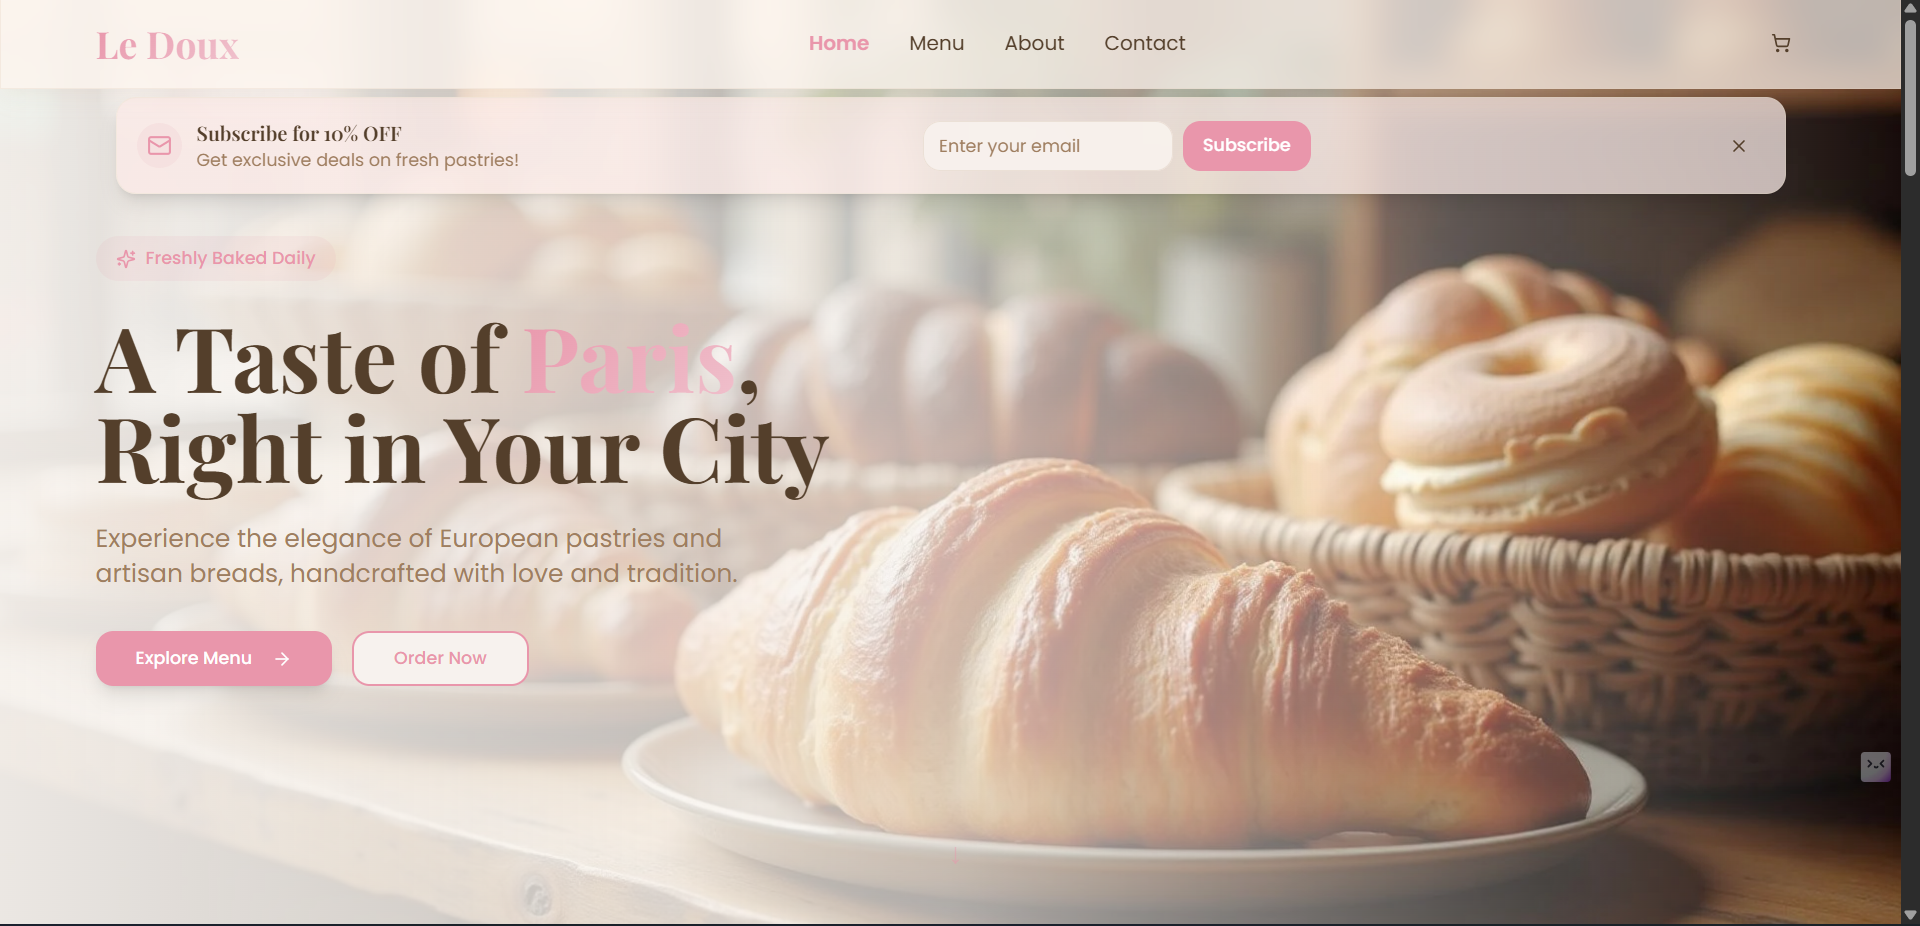 Le Doux
Home Menu About Contact
Subscribe for 10% OFF
Get exclusive deals on fresh pastries!
Enter your email
Subscribe
Freshly Baked Daily
A Taste of Paris,
Right in Your City
Experience the elegance of European pastries and
artisan breads, handcrafted with love and tradition.
Explore Menu
Order Now